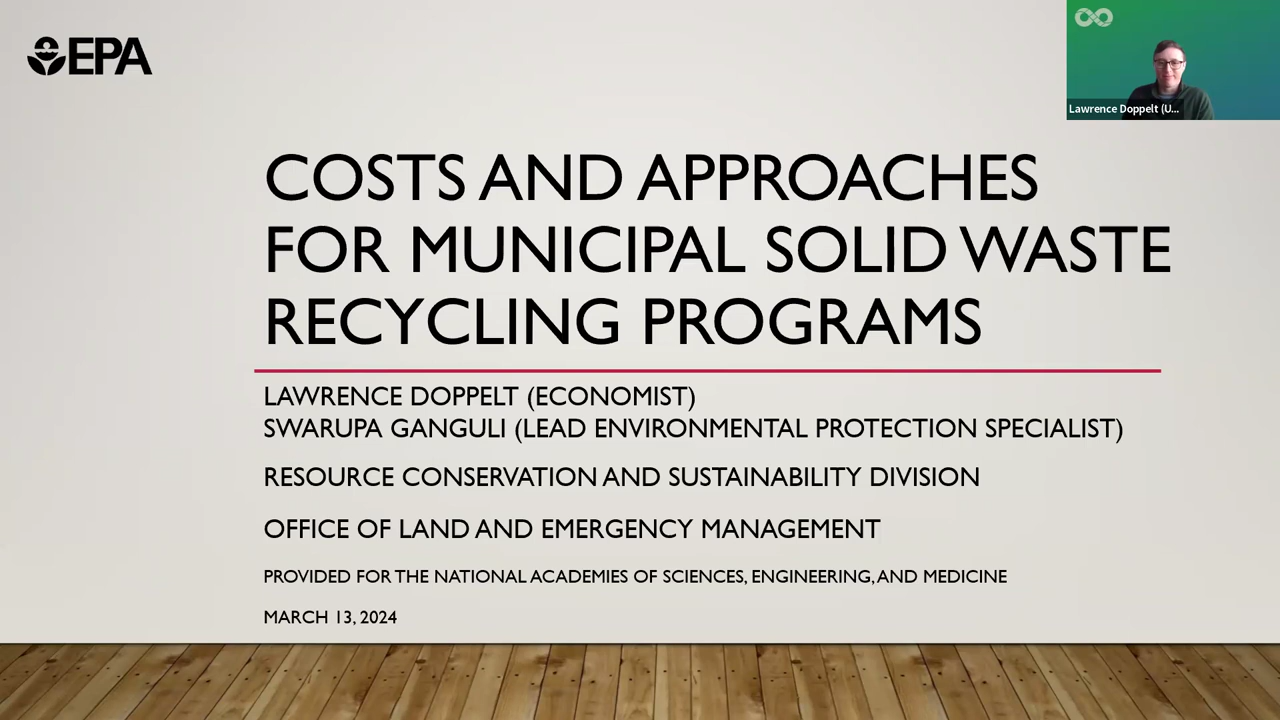 EPA
Lawrence Doppelt (U...
COSTS AND APPROACHES
FOR MUNICIPAL SOLID WASTE
RECYCLING PROGRAMS
LAWRENCE DOPPELT (ECONOMIST)
SWARUPA GANGULI (LEAD ENVIRONMENTAL PROTECTION SPECIALIST)
RESOURCE CONSERVATION AND SUSTAINABILITY DIVISION
OFFICE OF LAND AND EMERGENCY MANAGEMENT
PROVIDED FOR THE NATIONAL ACADEMIES OF SCIENCES, ENGINEERING, AND MEDICINE
MARCH 13, 2024